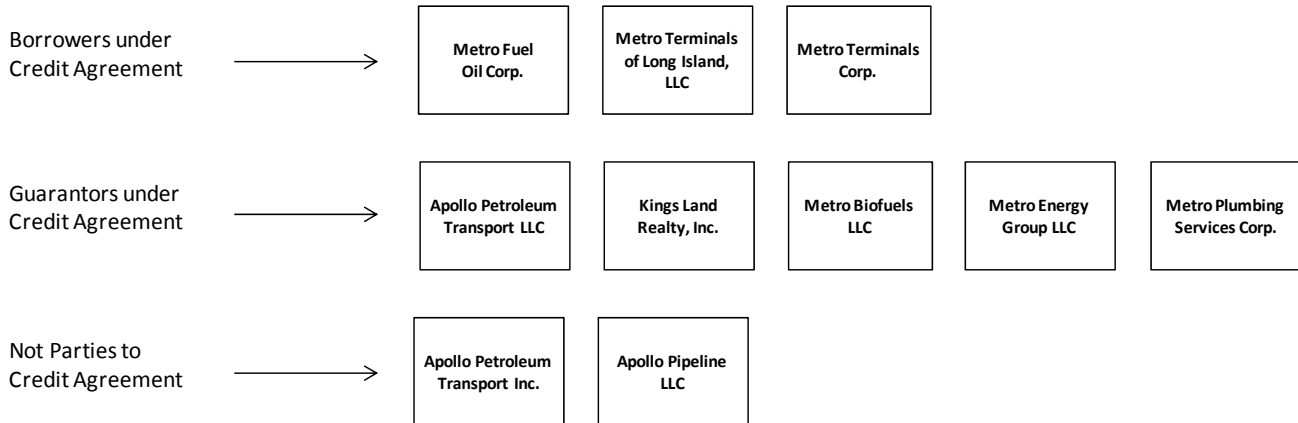 Borrowers under
Credit Agreement
Metro Fuel
Oil Corp.
Metro Terminals
of Long Island,
LLC
Metro Terminals
Corp.
Guarantors under
Credit Agreement
Apollo Petroleum
Transport LLC
Kings Land
Realty, Inc.
Metro Biofuels
LLC
Metro Energy
Group LLC
Metro Plumbing
Services Corp.
Not Parties to
Credit Agreement
Apollo Petroleum
Transport Inc.
Apollo Pipeline
LLC